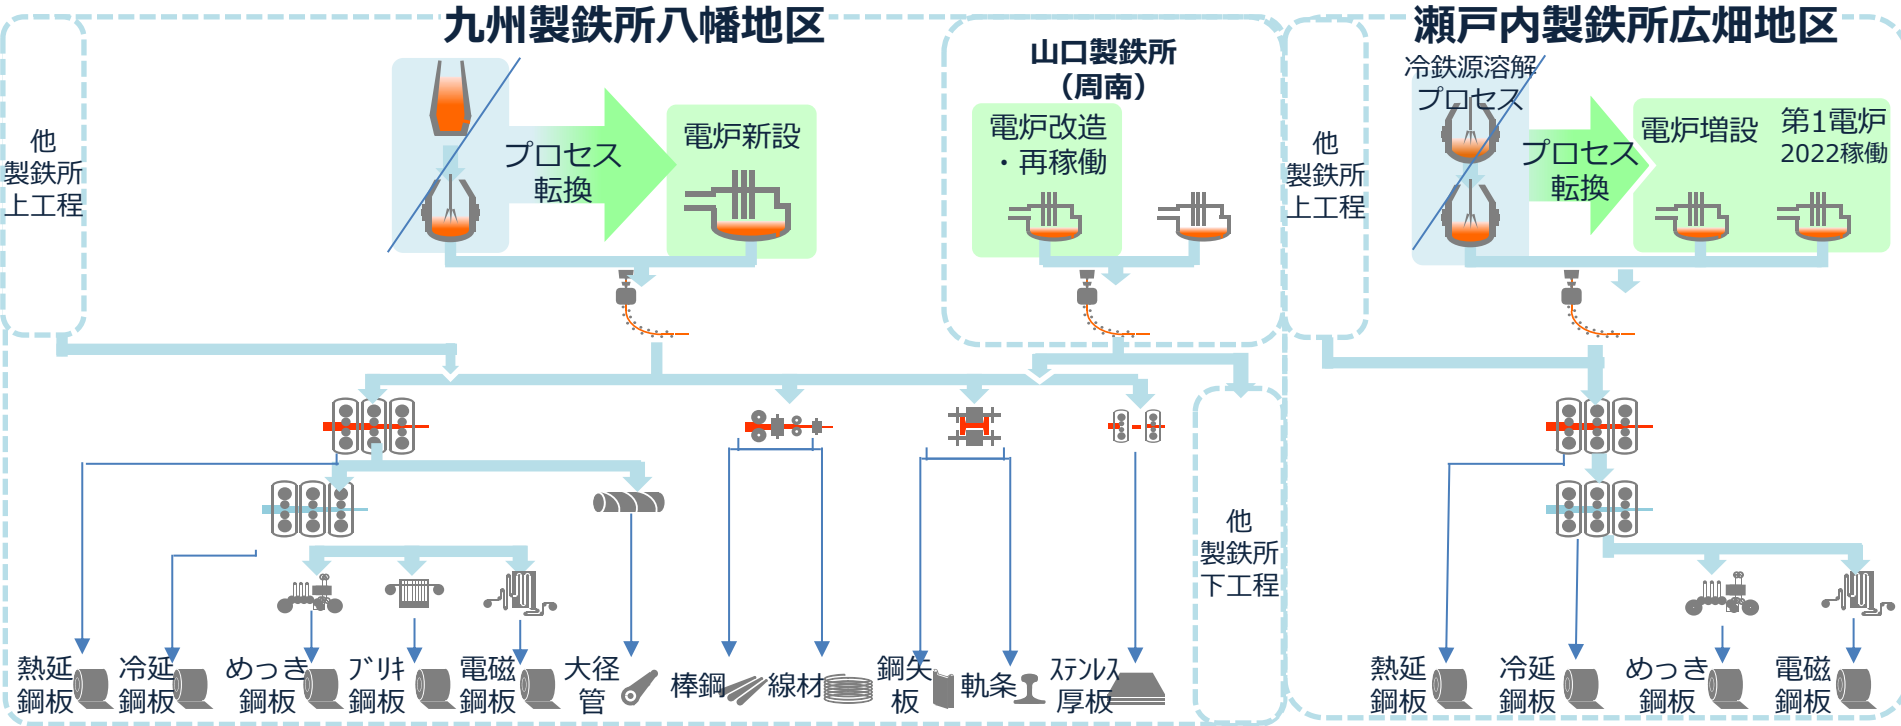 九州製鉄所八幡地区
瀬戸内製鉄所広畑地区
山口製鉄所
（周南）
他
製鉄所
上工程
プロセス
転換
電炉新設
電炉改造
・再稼働
他
製鉄所
上工程
冷鉄源溶解
プロセス
プロセス
転換
電炉増設
第1電炉
2022稼働
他
製鉄所
下工程
熱延
鋼板
冷延
鋼板
めっき
鋼板
ﾌﾞﾘｷ
鋼板
電磁
鋼板
大径
管
棒鋼
線材
鋼矢
板
軌条
ｽﾃﾝﾚｽ
厚板
熱延
鋼板
冷延
鋼板
めっき
鋼板
電磁
鋼板